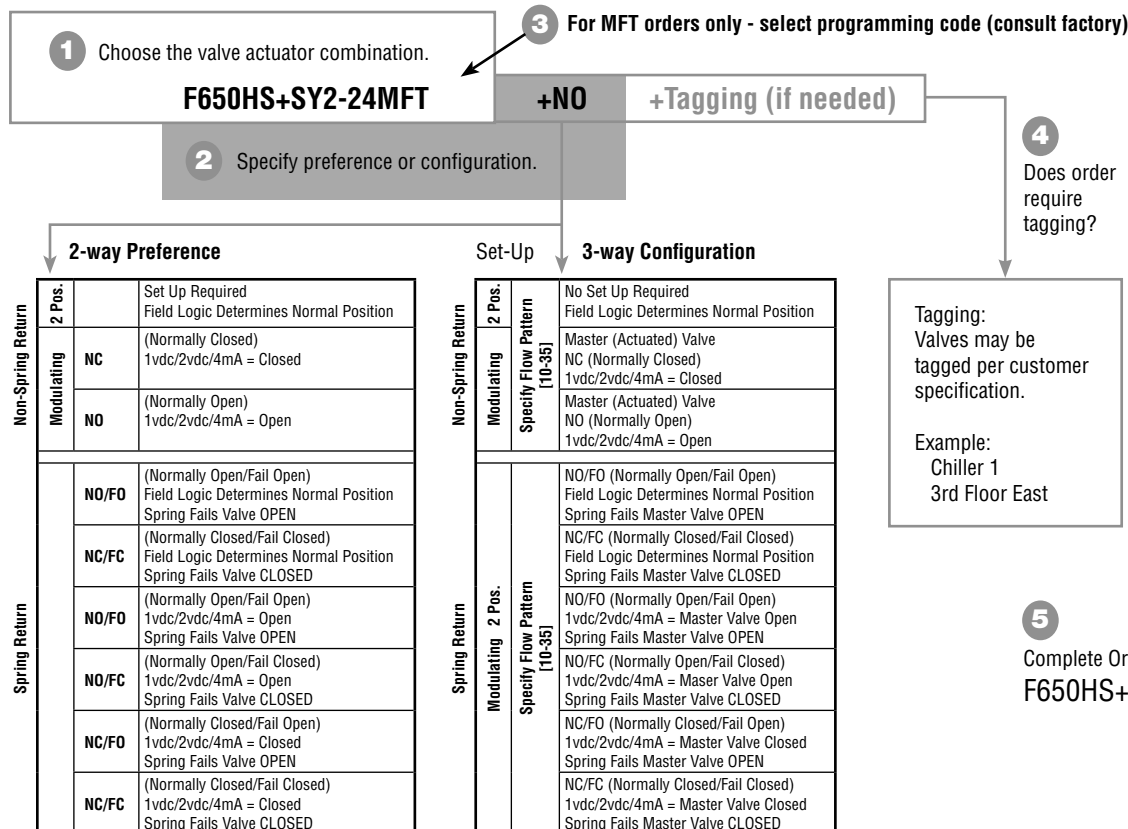 3 For MFT orders only - select programming code (consult factory)
1 Choose the valve actuator combination.
F650HS+SY2-24MFT +NO +Tagging (if needed)
2 Specify preference or configuration.
4
Does order
require
tagging?
2-way Preference
Non-Spring Return
2 Pos.
Set Up Required
Field Logic Determines Normal Position
Modulating
NC
(Normally Closed)
1vdc/2vdc/4mA = Closed
NO
(Normally Open)
1vdc/2vdc/4mA = Open
Spring Return
NO/FO
(Normally Open/Fail Open)
Field Logic Determines Normal Position
Spring Fails Valve OPEN
NC/FC
(Normally Closed/Fail Closed)
Field Logic Determines Normal Position
Spring Fails Valve CLOSED
NO/FO
(Normally Open/Fail Open)
1vdc/2vdc/4mA = Open
Spring Fails Valve OPEN
NO/FC
(Normally Open/Fail Closed)
1vdc/2vdc/4mA = Open
Spring Fails Valve CLOSED
NC/FO
(Normally Closed/Fail Open)
1vdc/2vdc/4mA = Closed
Spring Fails Valve OPEN
NC/FC
(Normally Closed/Fail Closed)
1vdc/2vdc/4mA = Closed
Spring Fails Valve CLOSED
Set-Up 3-way Configuration
Non-Spring Return
2 Pos.
Modulating
Specify Flow Pattern
[10-35]
No Set Up Required
Field Logic Determines Normal Position
Master (Actuated) Valve
NC (Normally Closed)
1vdc/2vdc/4mA = Closed
Master (Actuated) Valve
NO (Normally Open)
1vdc/2vdc/4mA = Open
Spring Return
Modulating 2 Pos.
Specify Flow Pattern
[10-35]
NO/FO (Normally Open/Fail Open)
Field Logic Determines Normal Position
Spring Fails Master Valve OPEN
NC/FC (Normally Closed/Fail Closed)
Field Logic Determines Normal Position
Spring Fails Master Valve CLOSED
NO/FO (Normally Open/Fail Open)
1vdc/2vdc/4mA = Master Valve Open
Spring Fails Master Valve OPEN
NO/FC (Normally Open/Fail Closed)
1vdc/2vdc/4mA = Maser Valve Open
Spring Fails Master Valve CLOSED
NC/FO (Normally Closed/Fail Open)
1vdc/2vdc/4mA = Master Valve Closed
Spring Fails Master Valve OPEN
NC/FC (Normally Closed/Fail Closed)
1vdc/2vdc/4mA = Master Valve Closed
Spring Fails Master Valve CLOSED
Tagging:
Valves may be
tagged per customer
specification.
Example:
Chiller 1
3rd Floor East
5
Complete Or
F650HS+